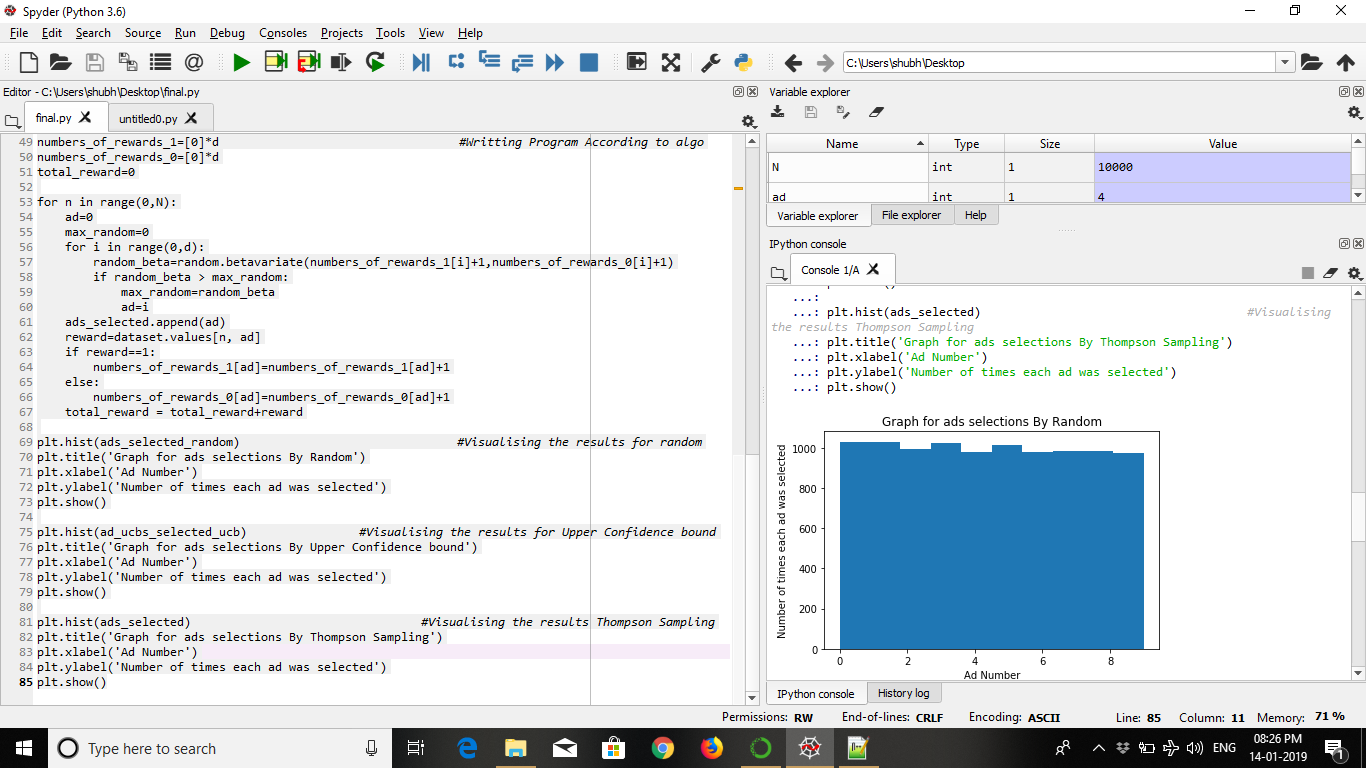 Spyder (Python 3.6)
File Edit Search Source Run Debug Consoles Projects Tools View Help
C:\Users\shubh\Desktop
Editor - C:\Users\shubh\Desktop\final.py
final.py
untitled0.py
49 numbers_of_rewards_1=[0]*d #Writting Program According to algo
50 numbers_of_rewards_0=[0]*d
51 total_reward=0
52
53 for n in range(0,N):
54     ad=0
55     max_random=0
56     for i in range(0,d):
57         random_beta=random.betavariate(numbers_of_rewards_1[i]+1,numbers_of_rewards_0[i]+1)
58         if random_beta > max_random:
59             max_random=random_beta
60             ad=i
61     ads_selected.append(ad)
62     reward=dataset.values[n, ad]
63     if reward==1:
64         numbers_of_rewards_1[ad]=numbers_of_rewards_1[ad]+1
65     else:
66         numbers_of_rewards_0[ad]=numbers_of_rewards_0[ad]+1
67     total_reward = total_reward+reward
68
69 plt.hist(ads_selected_random) #Visualising the results for random
70 plt.title('Graph for ads selections By Random')
71 plt.xlabel('Ad Number')
72 plt.ylabel('Number of times each ad was selected')
73 plt.show()
74
75 plt.hist(ad_ucbs_selected_ucb) #Visualising the results for Upper Confidence bound
76 plt.title('Graph for ads selections By Upper Confidence bound')
77 plt.xlabel('Ad Number')
78 plt.ylabel('Number of times each ad was selected')
79 plt.show()
80
81 plt.hist(ads_selected) #Visualising the results Thompson Sampling
82 plt.title('Graph for ads selections By Thompson Sampling')
83 plt.xlabel('Ad Number')
84 plt.ylabel('Number of times each ad was selected')
85 plt.show()
Variable explorer
Name Type Size Value
N int 1 10000
ad int 1 4
Variable explorer File explorer Help
IPython console
Console 1/A
...:
...: plt.hist(ads_selected) #Visualising
the results Thompson Sampling
...: plt.title('Graph for ads selections By Thompson Sampling')
...: plt.xlabel('Ad Number')
...: plt.ylabel('Number of times each ad was selected')
...: plt.show()
Graph for ads selections By Random
Number of times each ad was selected
1000
800
600
400
200
0
0 2 4 6 8
Ad Number
IPython console History log
Permissions: RW End-of-lines: CRLF Encoding: ASCII Line: 85 Column: 11 Memory: 71 %
Type here to search
ENG
08:26 PM
14-01-2019
1